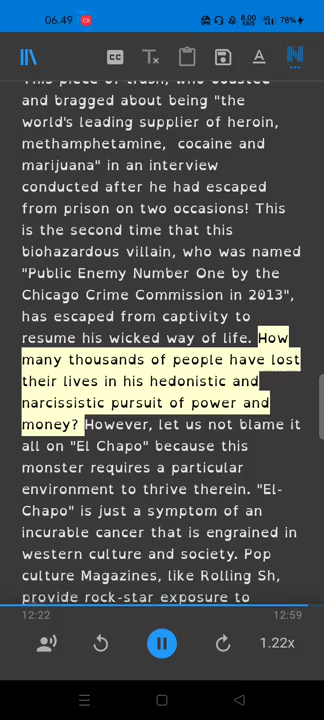 06.49
8.00
78%
CC
This piece of trash, who boasted
and bragged about being "the
world's leading supplier of heroin,
methamphetamine, cocaine and
marijuana" in an interview
conducted after he had escaped
from prison on two occasions! This
is the second time that this
biohazardous villain, who was named
"Public Enemy Number One by the
Chicago Crime Commission in 2013",
has escaped from captivity to
resume his wicked way of life. How
many thousands of people have lost
their lives in his hedonistic and
narcissistic pursuit of power and
money? However, let us not blame it
all on "El Chapo" because this
monster requires a particular
environment to thrive therein. "El-
Chapo" is just a symptom of an
incurable cancer that is engrained in
western culture and society. Pop
culture Magazines, like Rolling Sh,
provide rock-star exposure to
12:22 12:59
1.22x